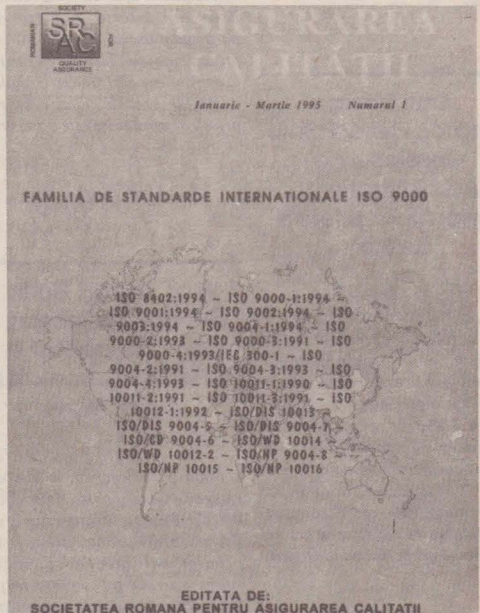 SOCIETY
ROMANIAN
SRAC
FOR
QUALITY
ASIGURANCE
ASIGURAREA
CALITATII
Ianuarie - Martie 1995 Numarul 1
FAMILIA DE STANDARDE INTERNATIONALE ISO 9000
ISO 8402:1994 ~ ISO 9000-1:1994
ISO 9001:1994 ~ ISO 9002:1994 ~ ISO
9003:1994 ~ ISO 9004-1:1994 ~ ISO
9000-2:1993 ~ ISO 9000-3:1991 ~ ISO
9000-4:1993/IEC 300-1 ~ ISO
9004-2:1991 ~ ISO 9004-3:1993 ~ ISO
9004-4:1993 ~ ISO 10011-1:1990 ~ ISO
10011-2:1991 ~ ISO 10011-3:1991 ~ ISO
10012-1:1992 ~ ISO/DIS 10013 ~
ISO/DIS 9004-5 ~ ISO/DIS 9004-7 ~
ISO/CD 9004-6 ~ ISO/WD 10014 ~
ISO/WD 10012-2 ~ ISO/NP 9004-8 ~
ISO/NP 10015 ~ ISO/NP 10016
EDITATA DE:
SOCIETATEA ROMANA PENTRU ASIGURAREA CALITATII